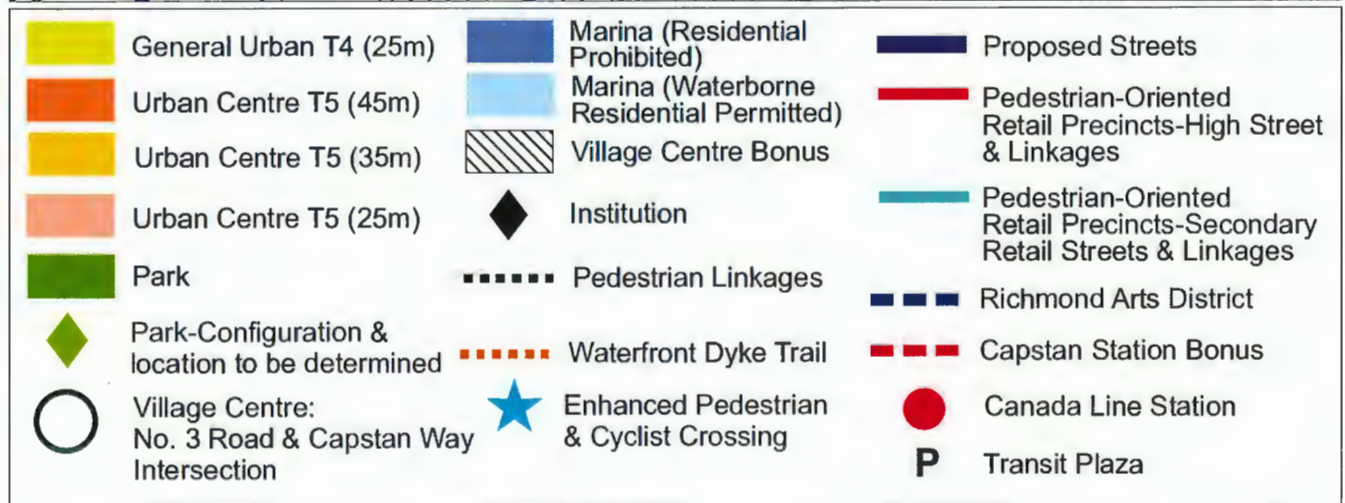 General Urban T4 (25m)
Urban Centre T5 (45m)
Urban Centre T5 (35m)
Urban Centre T5 (25m)
Park
Park-Configuration &
location to be determined
Village Centre:
No. 3 Road & Capstan Way
Intersection
Marina (Residential
Prohibited)
Marina (Waterborne
Residential Permitted)
Village Centre Bonus
Institution
Pedestrian Linkages
Waterfront Dyke Trail
Enhanced Pedestrian
& Cyclist Crossing
Proposed Streets
Pedestrian-Oriented
Retail Precincts-High Street
& Linkages
Pedestrian-Oriented
Retail Precincts-Secondary
Retail Streets & Linkages
Richmond Arts District
Capstan Station Bonus
Canada Line Station
P Transit Plaza